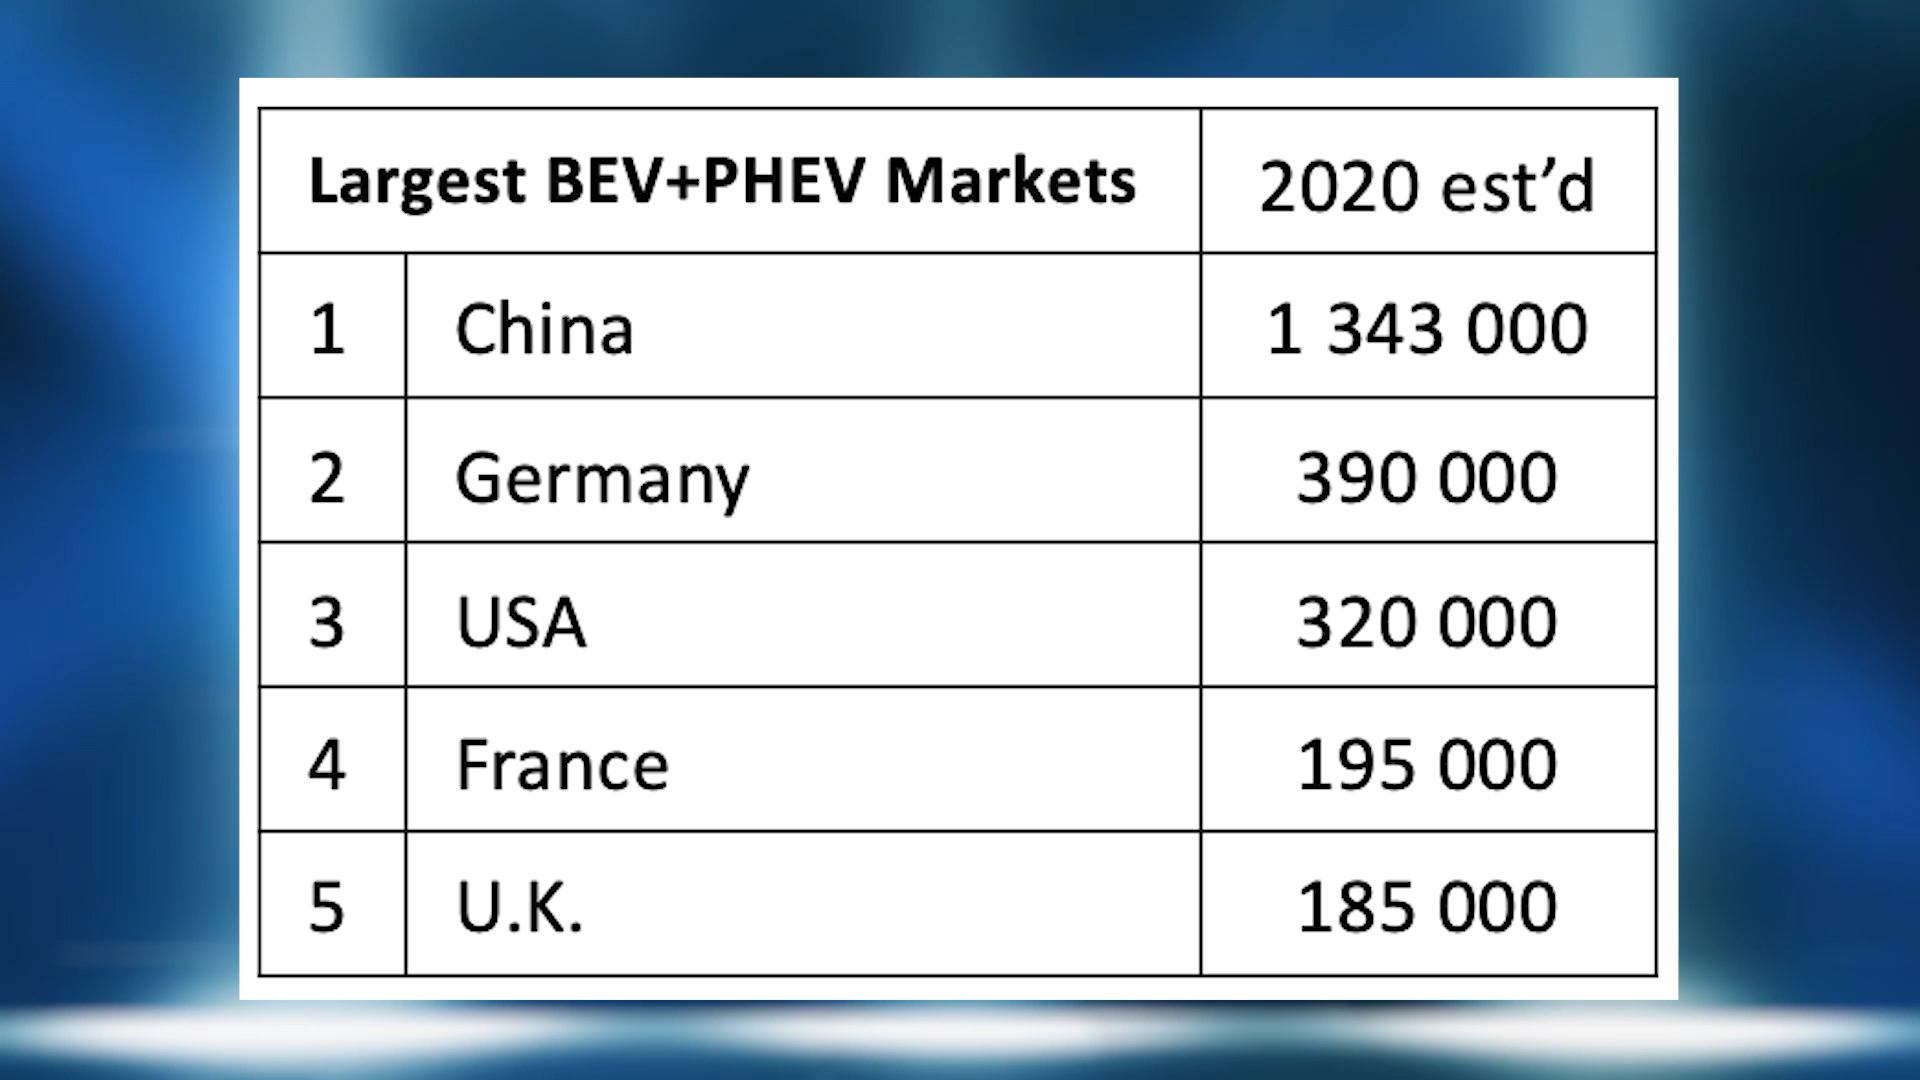 Largest BEV+PHEV Markets 2020 est’d
1 China 1 343 000
2 Germany 390 000
3 USA 320 000
4 France 195 000
5 U.K. 185 000